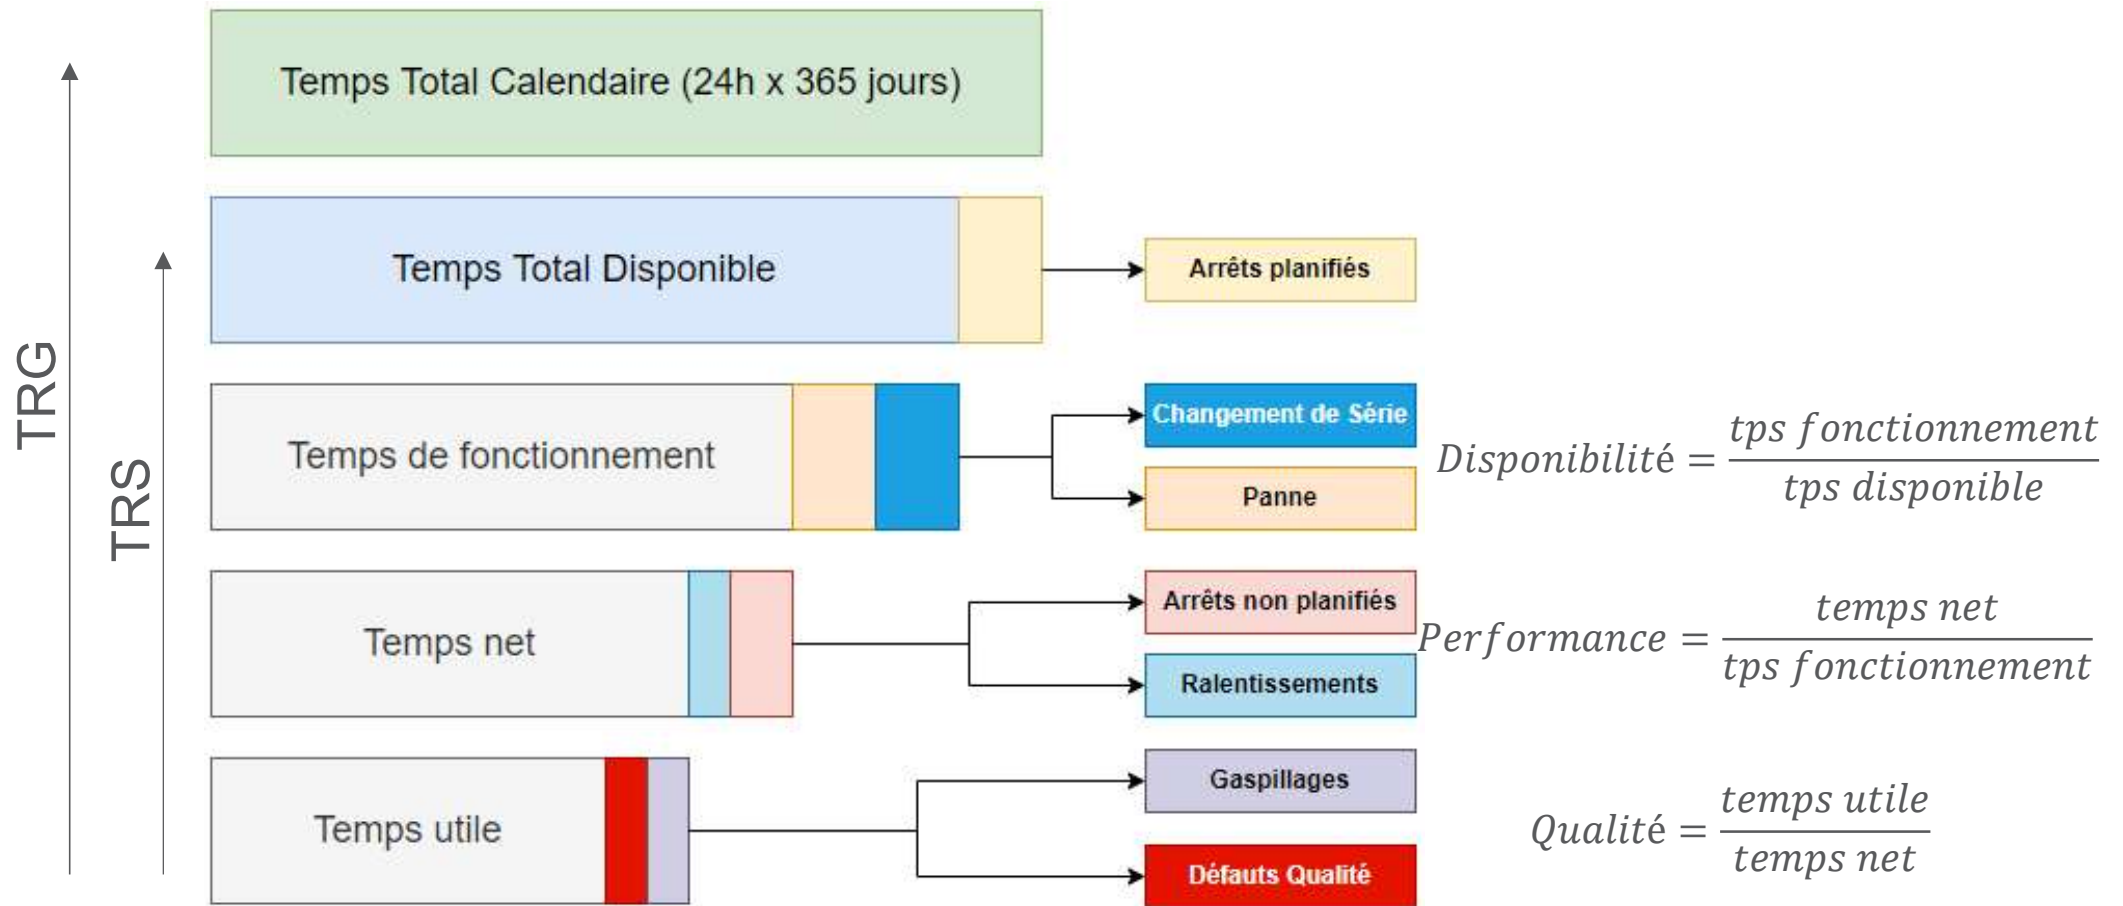 Temps Total Calendaire (24h x 365 jours)
TRG
TRS
Temps Total Disponible
Arrêts planifiés
Temps de fonctionnement
Changement de Série
Panne
Disponibilité = tps fonctionnement / tps disponible
Temps net
Arrêts non planifiés
Ralentissements
Performance = temps net / tps fonctionnement
Temps utile
Gaspillages
Défauts Qualité
Qualité = temps utile / temps net